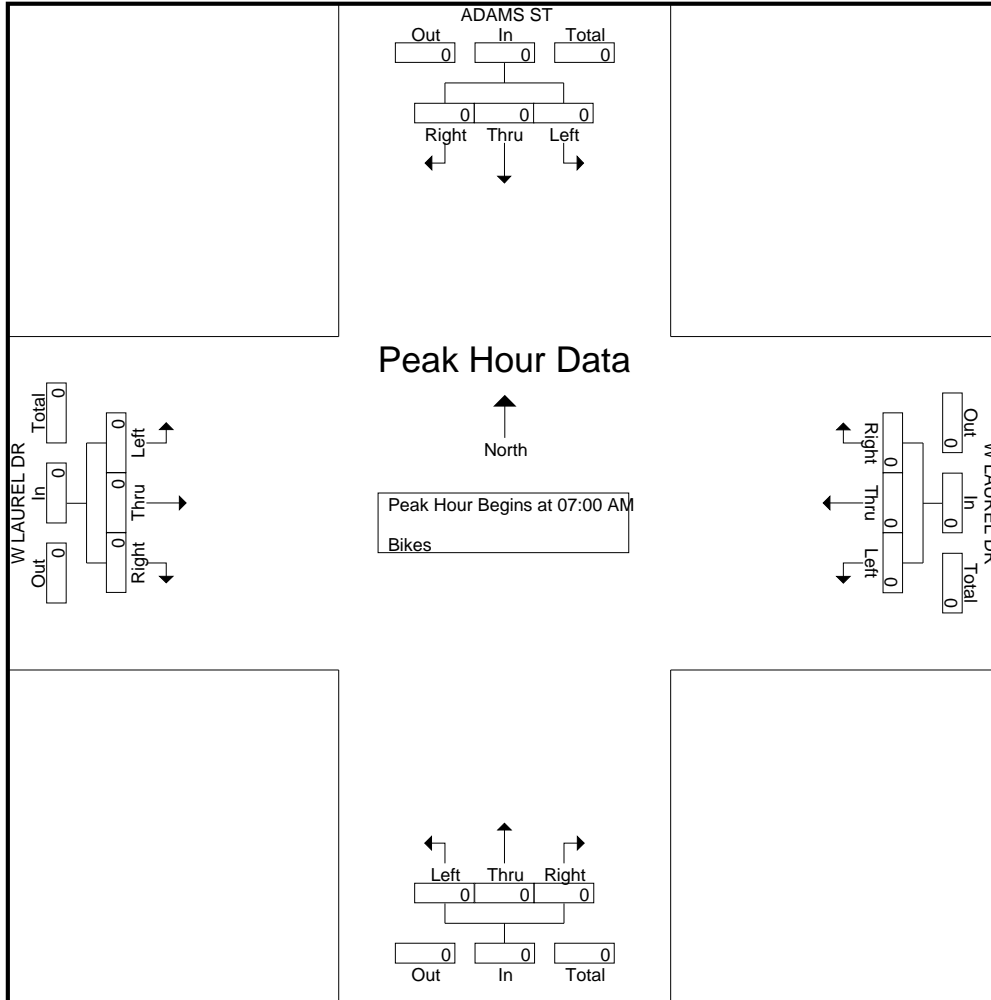 ADAMS ST
Out In Total
0 0 0
0 0 0
Right Thru Left
Peak Hour Data
North
Peak Hour Begins at 07:00 AM
Bikes
W LAUREL DR
Out In Total
0 0 0
0 0 0
Right Thru Left
W LAUREL DR
Out In Total
0 0 0
0 0 0
Right Thru Left
Left Thru Right
0 0 0
0 0 0
Out In Total